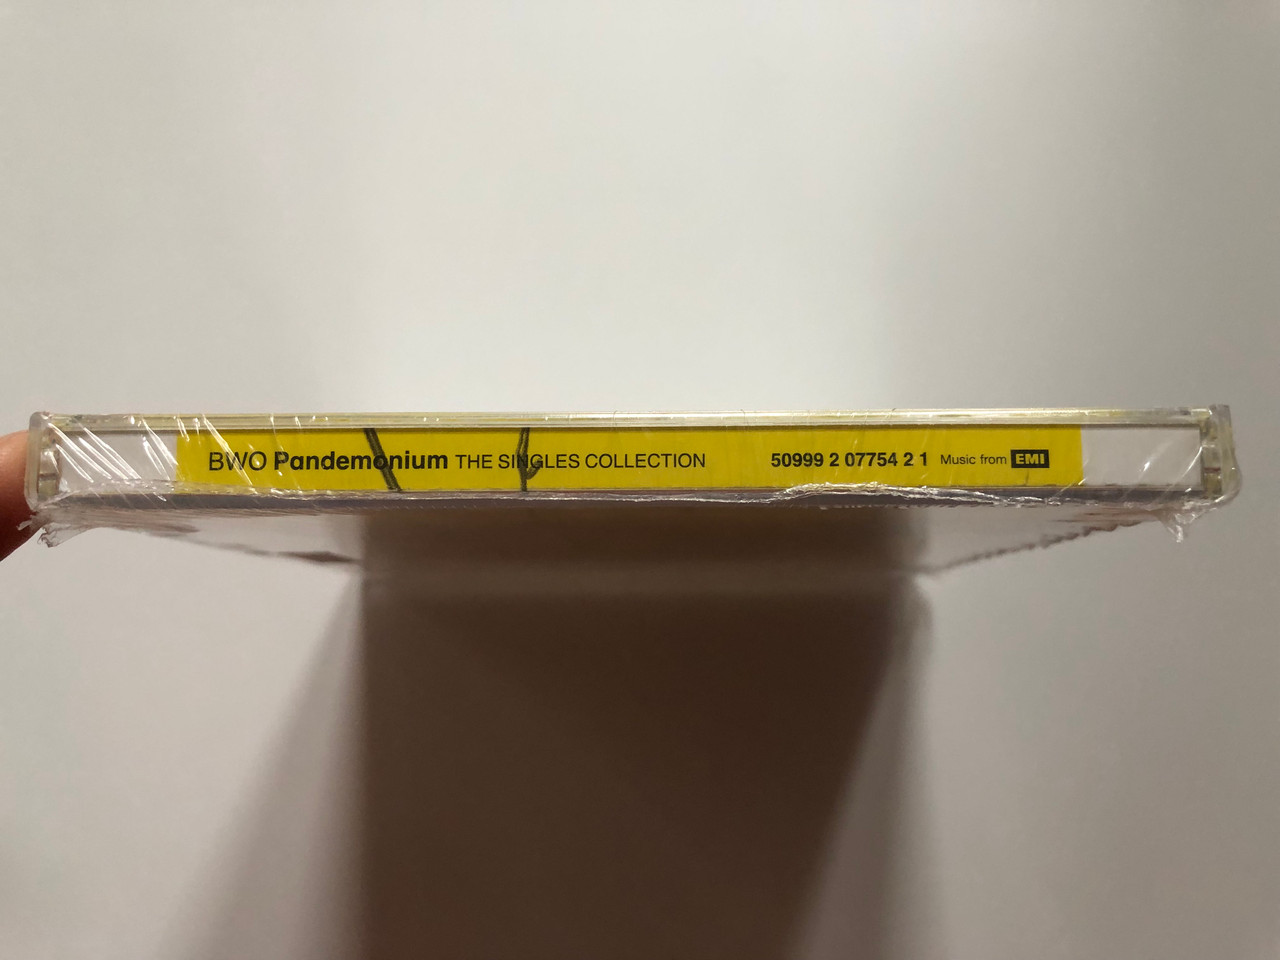 BWO Pandemonium THE SINGLES COLLECTION 50999 2 07754 2 1 Music from EMI